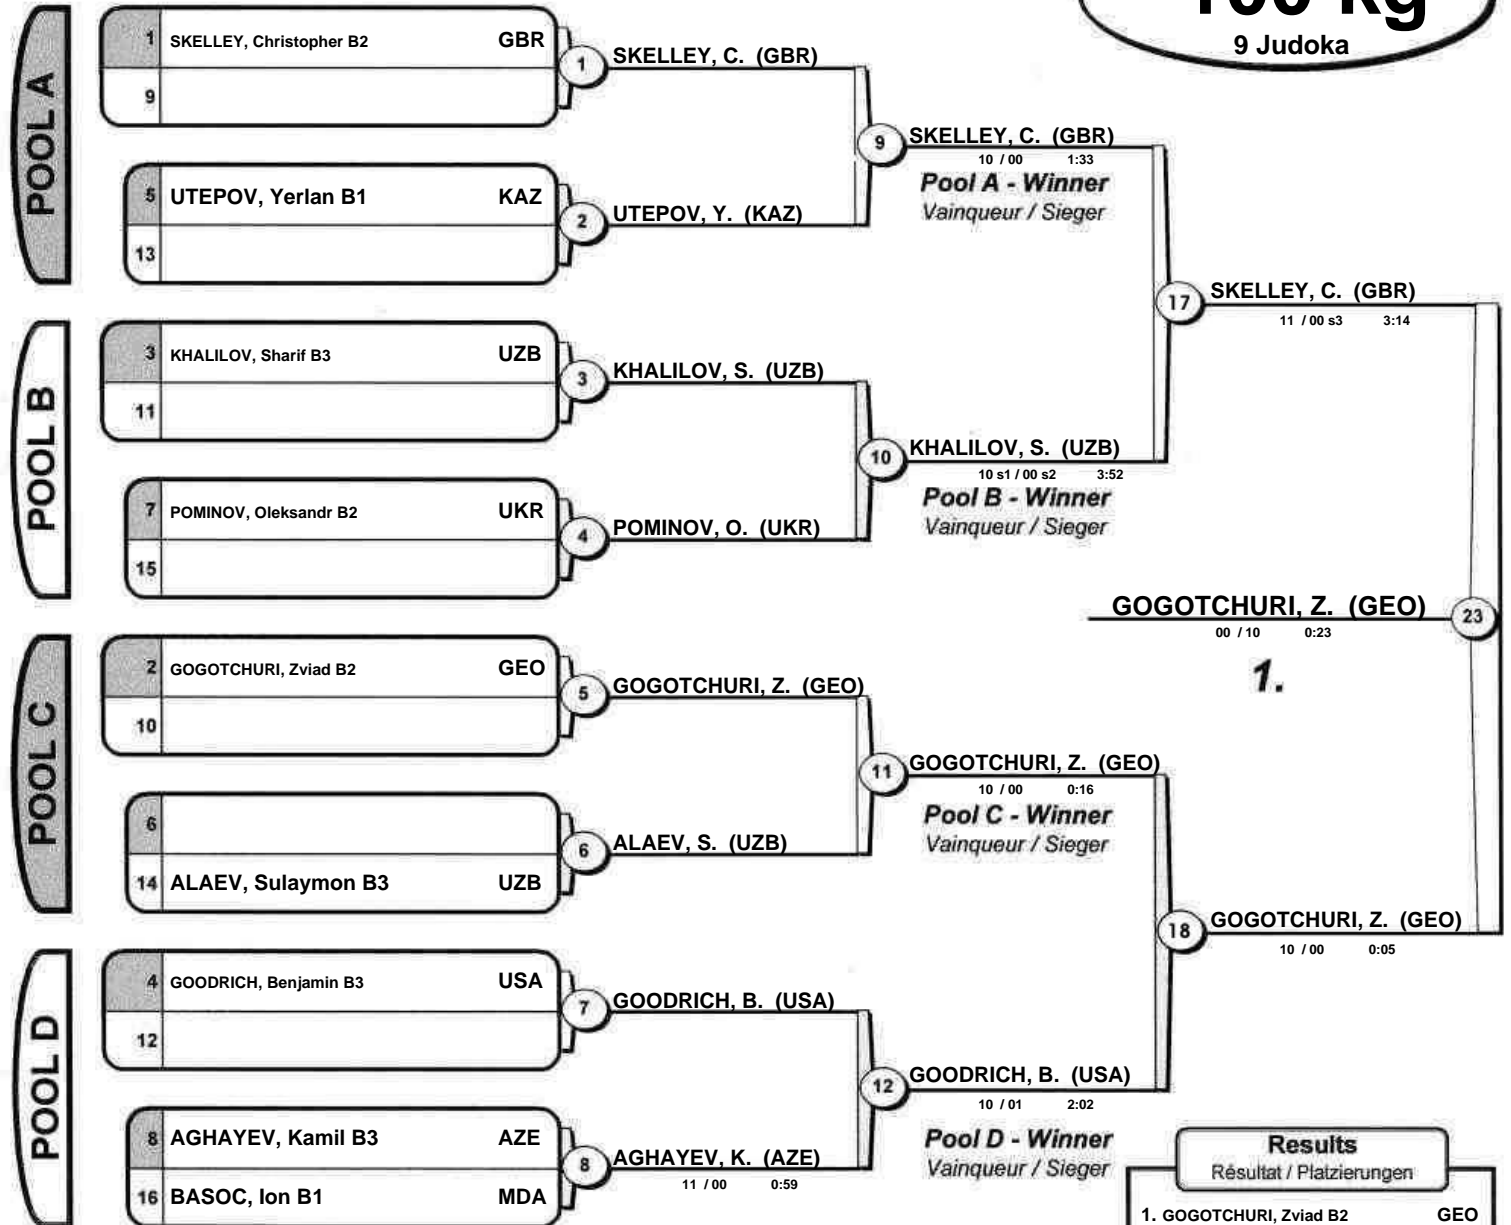 100 kg
9 Judoka
POOL A
1 SKELLEY, Christopher B2 GBR
9
1 SKELLEY, C. (GBR)
5 UTEPOV, Yerlan B1 KAZ
13
2 UTEPOV, Y. (KAZ)
9 SKELLEY, C. (GBR)
10 / 00 1:33
Pool A - Winner
Vainqueur / Sieger
POOL B
3 KHALILOV, Sharif B3 UZB
11
3 KHALILOV, S. (UZB)
7 POMINOV, Oleksandr B2 UKR
15
4 POMINOV, O. (UKR)
10 KHALILOV, S. (UZB)
10 s1 / 00 s2 3:52
Pool B - Winner
Vainqueur / Sieger
17 SKELLEY, C. (GBR)
11 / 00 s3 3:14
GOGOTCHURI, Z. (GEO) 23
00 / 10 0:23
1.
POOL C
2 GOGOTCHURI, Zviad B2 GEO
10
5 GOGOTCHURI, Z. (GEO)
6
14 ALAEV, Sulaymon B3 UZB
6 ALAEV, S. (UZB)
11 GOGOTCHURI, Z. (GEO)
10 / 00 0:16
Pool C - Winner
Vainqueur / Sieger
18 GOGOTCHURI, Z. (GEO)
10 / 00 0:05
POOL D
4 GOODRICH, Benjamin B3 USA
12
7 GOODRICH, B. (USA)
8 AGHAYEV, Kamil B3 AZE
16 BASOC, Ion B1 MDA
8 AGHAYEV, K. (AZE)
11 / 00 0:59
12 GOODRICH, B. (USA)
10 / 01 2:02
Pool D - Winner
Vainqueur / Sieger
Results
Résultat / Platzierungen
1. GOGOTCHURI, Zviad B2 GEO